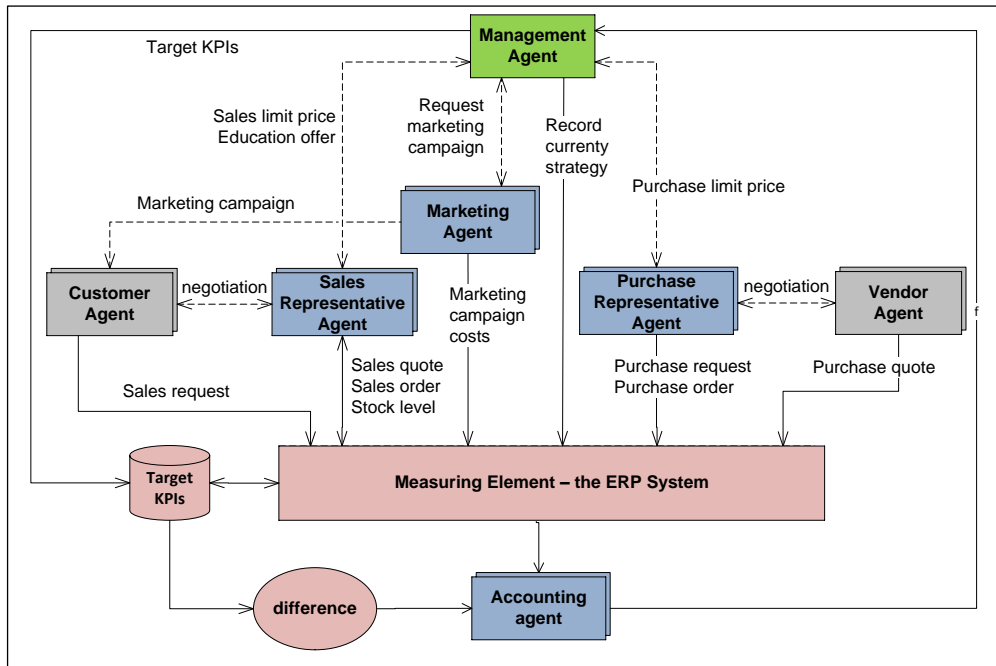 Management
Agent
Target KPIs
Sales limit price
Education offer
Request
marketing
campaign
Record
currenty
strategy
Purchase limit price
Marketing campaign
Marketing
Agent
Customer
Agent
negotiation
Sales
Representative
Agent
Marketing
campaign
costs
Purchase
Representative
Agent
negotiation
Vendor
Agent
f
Sales request
Sales quote
Sales order
Stock level
Purchase request
Purchase order
Purchase quote
Target
KPIs
Measuring Element – the ERP System
difference
Accounting
agent